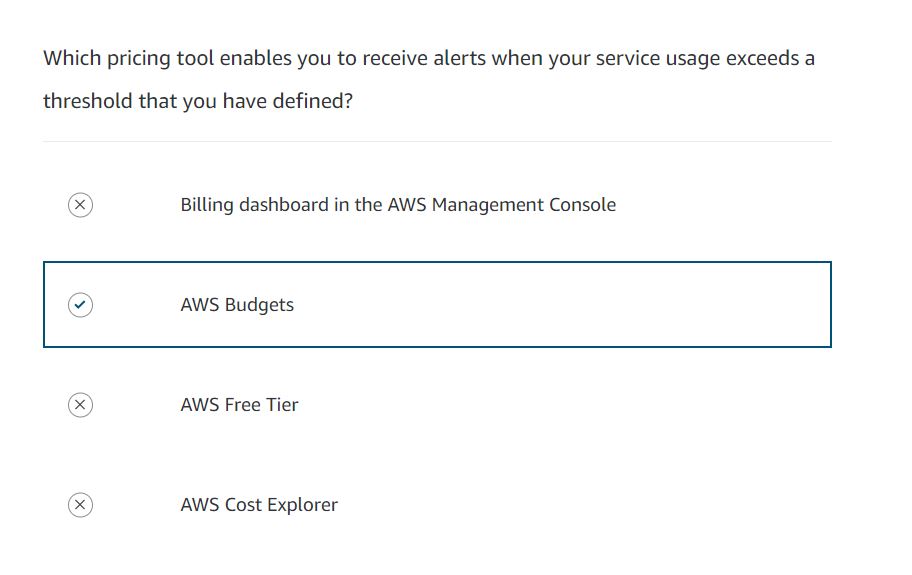 Which pricing tool enables you to receive alerts when your service usage exceeds a
threshold that you have defined?
Billing dashboard in the AWS Management Console
AWS Budgets
AWS Free Tier
AWS Cost Explorer